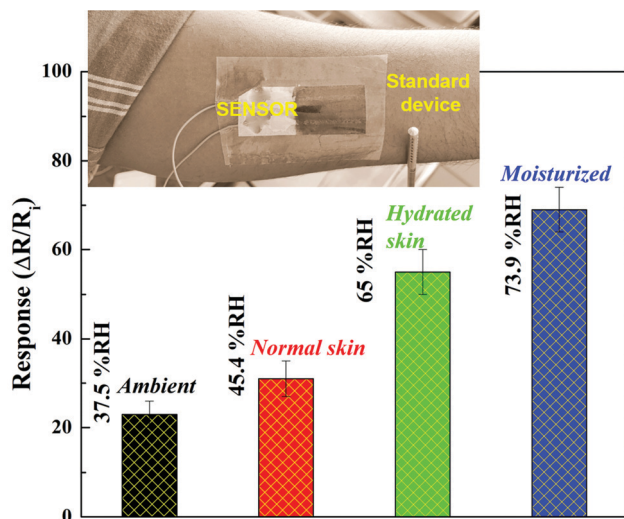 100
80
60
40
20
0
Response (ΔR/Rᵢ)
SENSOR
Standard
device
37.5 %RH
Ambient
45.4 %RH
Normal skin
65 %RH
Hydrated
skin
73.9 %RH
Moisturized